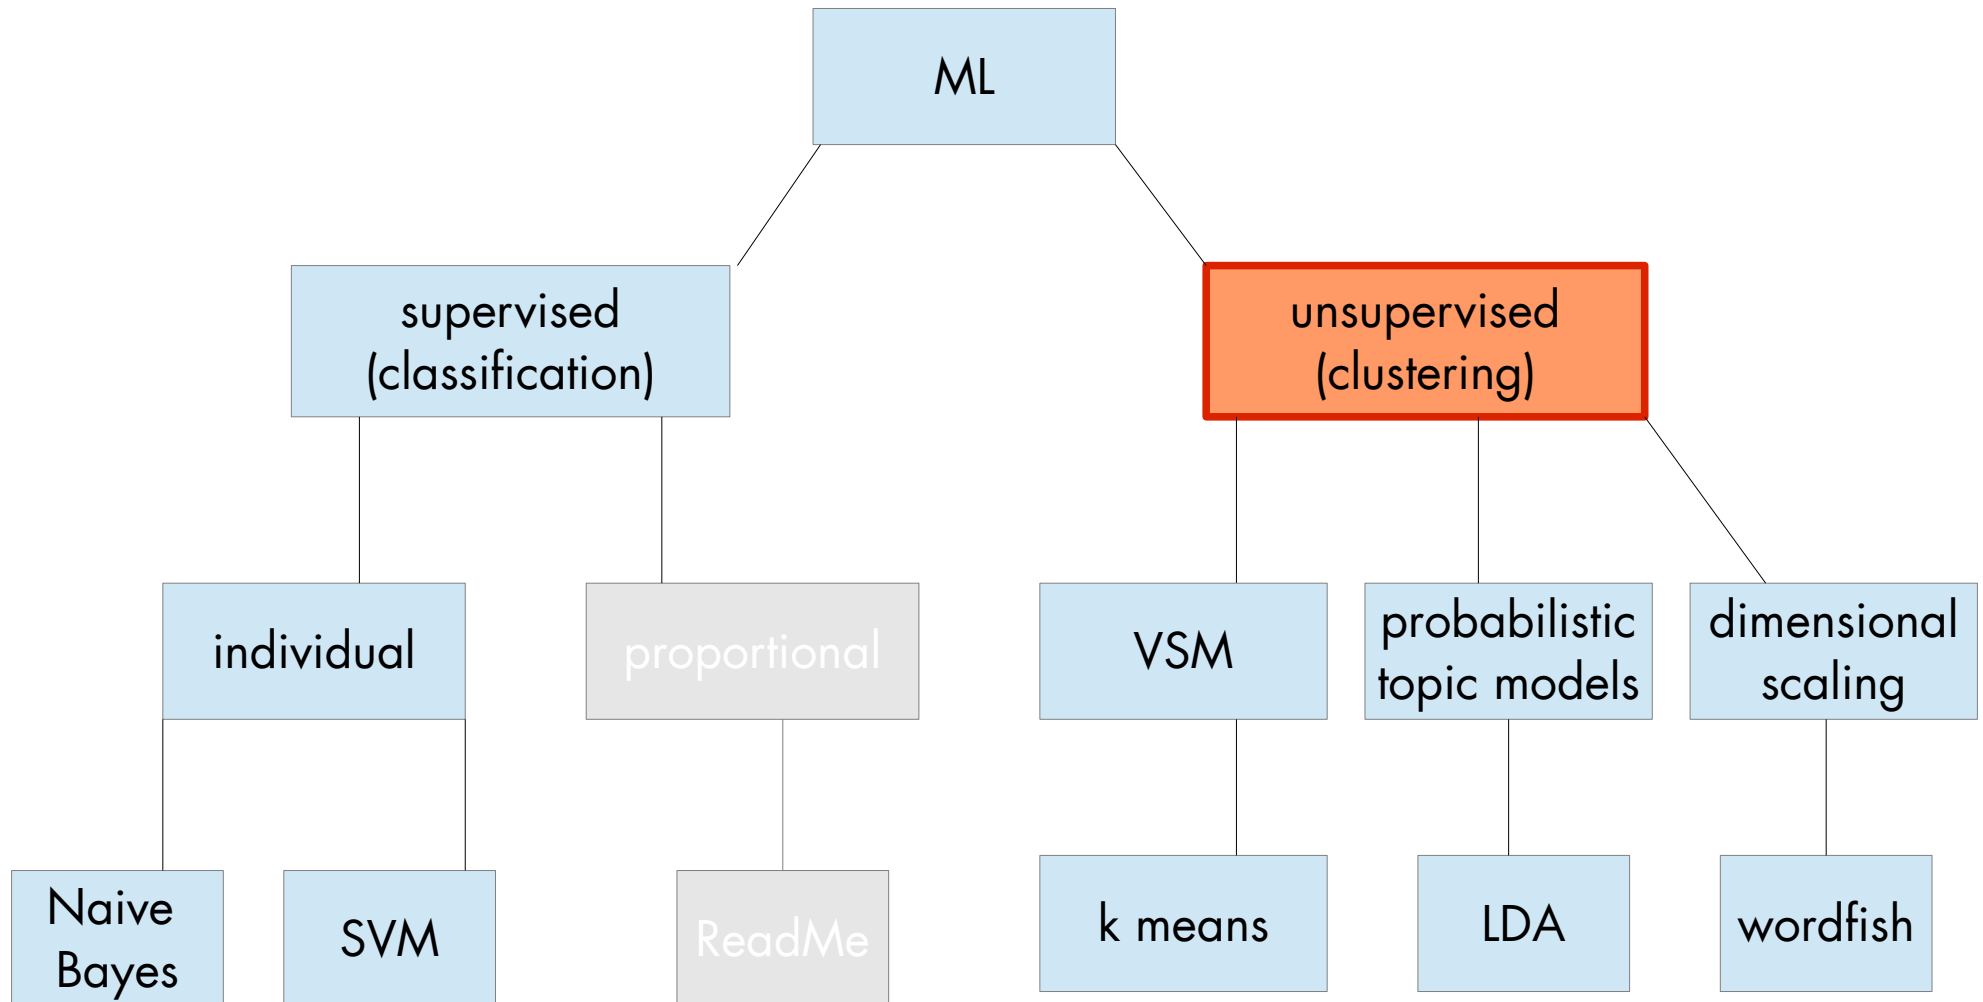 ML
supervised
(classification)
unsupervised
(clustering)
individual
proportional
VSM
probabilistic
topic models
dimensional
scaling
Naive
Bayes
SVM
ReadMe
k means
LDA
wordfish